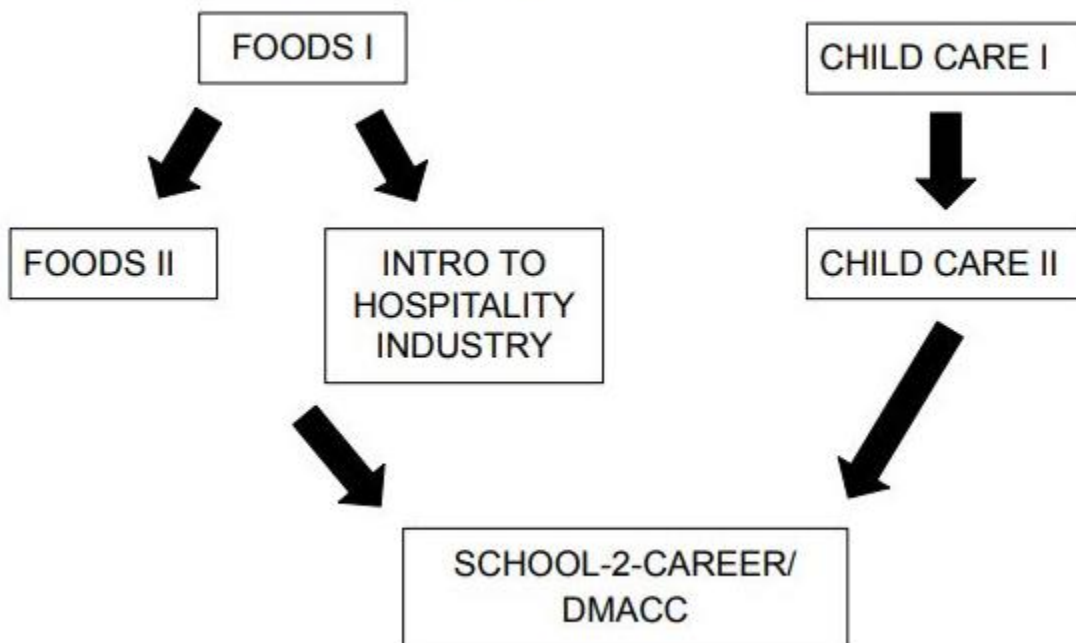 FOODS I
CHILD CARE I
FOODS II
INTRO TO
HOSPITALITY
INDUSTRY
CHILD CARE II
SCHOOL-2-CAREER/
DMACC